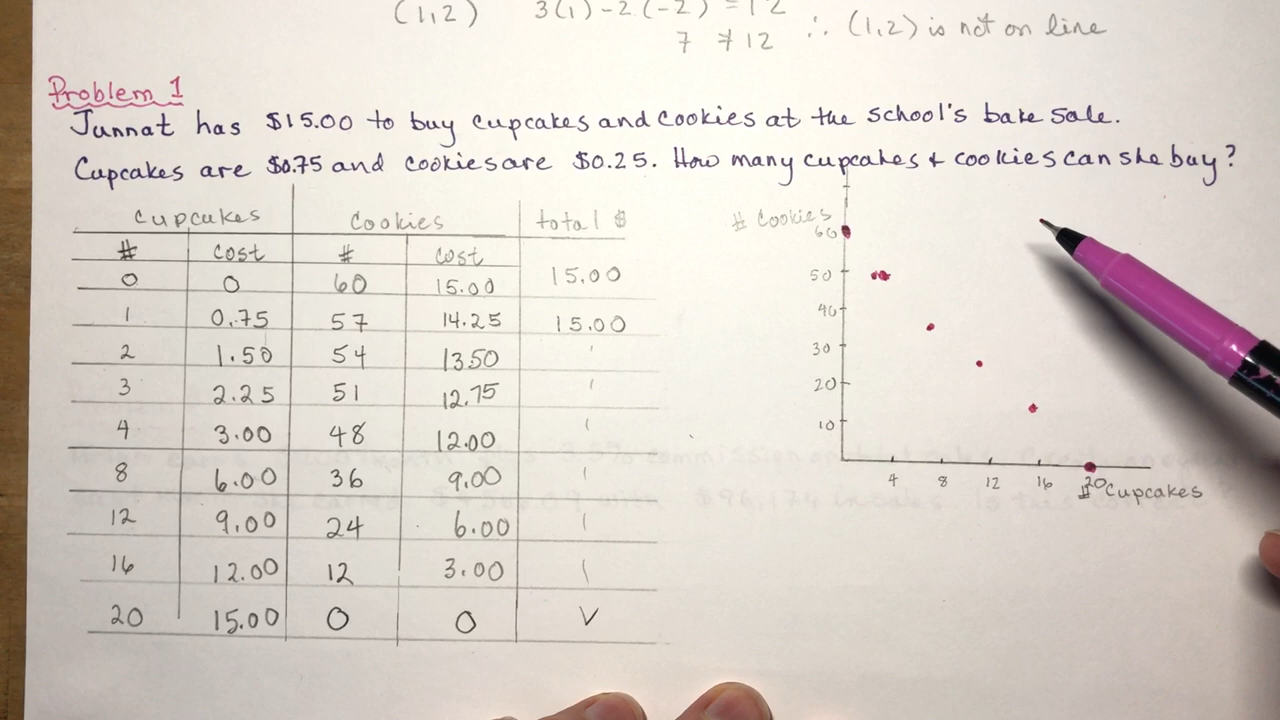 (1,2) 3(1)-2(-2) = 12
7 ≠ 12 ∴ (1,2) is not on line
Problem 1
Jannat has $15.00 to buy cupcakes and cookies at the school's bake sale.
Cupcakes are $0.75 and cookies are $0.25. How many cupcakes & cookies can she buy?
cupcakes cookies total $
# cost # cost
0 0 60 15.00 15.00
1 0.75 57 14.25 15.00
2 1.50 54 13.50
3 2.25 51 12.75
4 3.00 48 12.00
8 6.00 36 9.00
12 9.00 24 6.00
16 12.00 12 3.00
20 15.00 0 0
# Cookies
60
50
40
30
20
10
4 8 12 16 20
# Cupcakes